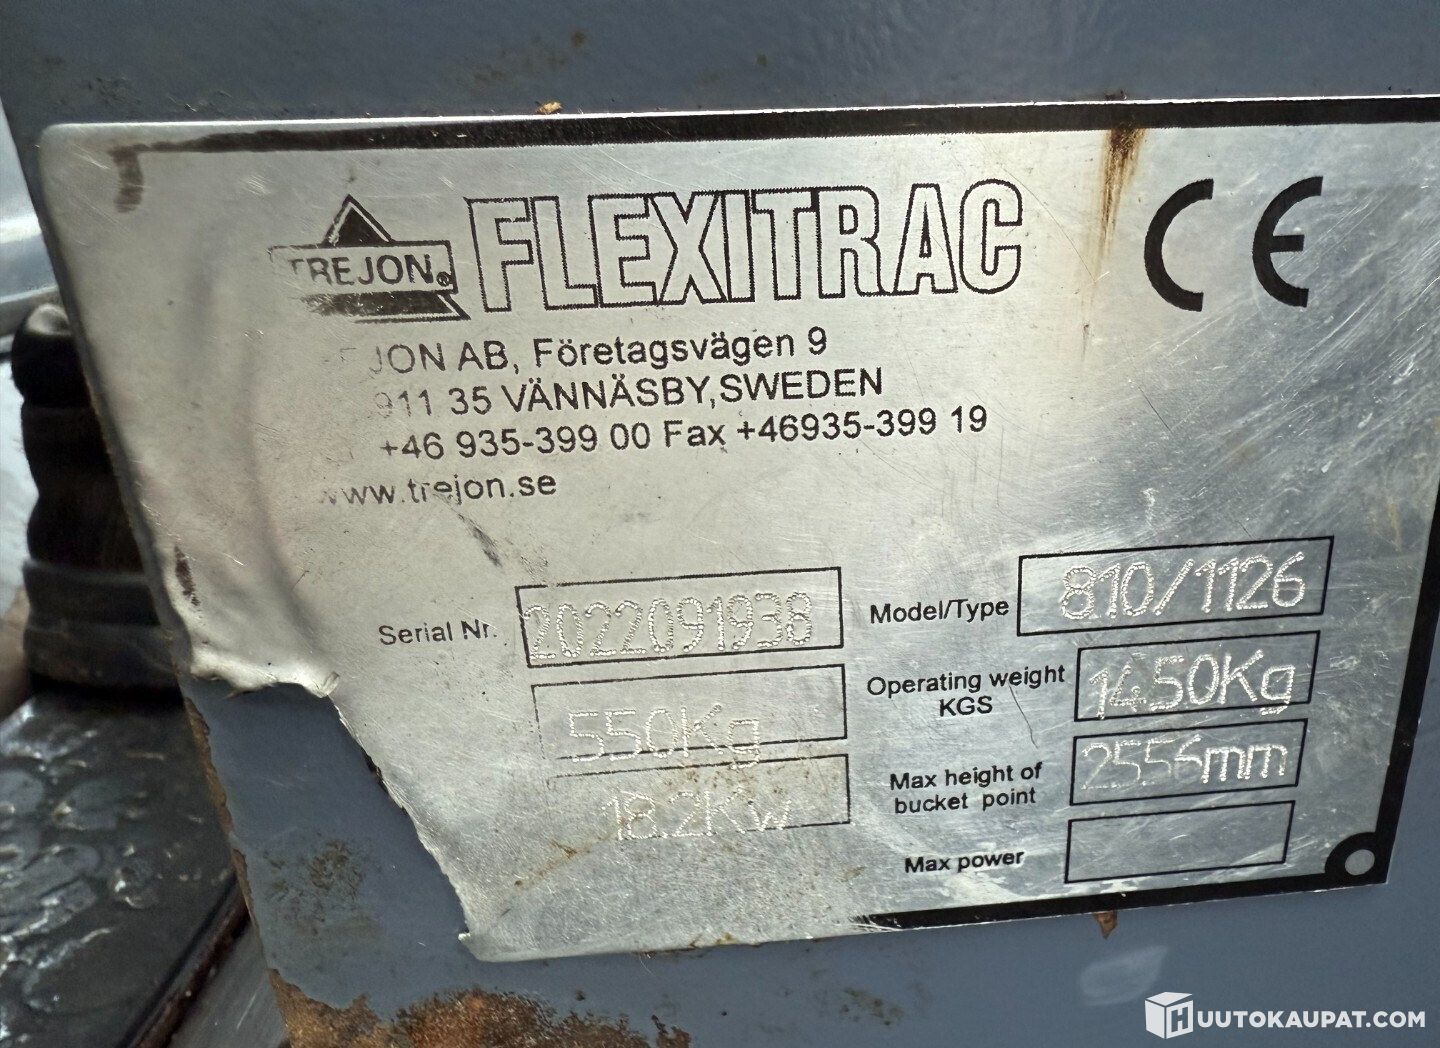 TREJON® FLEXITRAC CE
JON AB, Företagsvägen 9
911 35 VÄNNÄSBY,SWEDEN
+46 935-399 00 Fax +46935-399 19
www.trejon.se
Serial Nr. 2022091938 Model/Type 810/1126
550Kg Operating weight KGS 1450Kg
18.2Kw Max height of bucket point 2556mm
Max power
HUUTOKAUPAT.COM